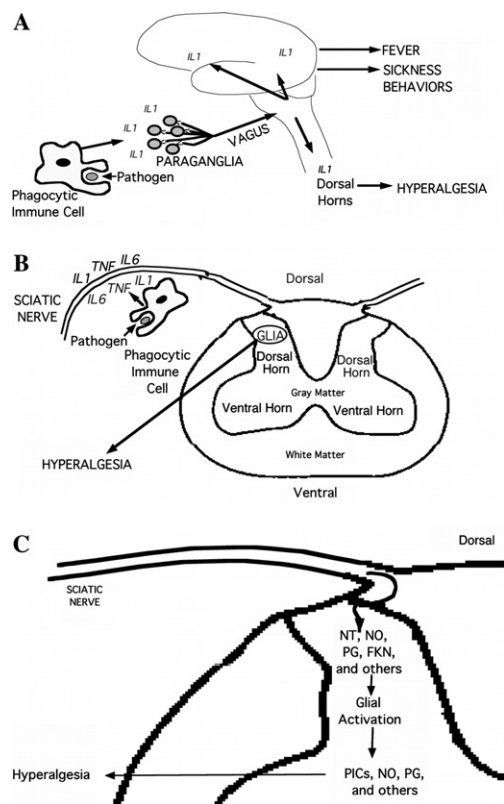 A
IL1
IL1
FEVER
SICKNESS
BEHAVIORS
IL1
IL1
IL1
VAGUS
PARAGANGLIA
Pathogen
Phagocytic
Immune Cell
IL1
Dorsal
Horns
HYPERALGESIA
B
IL1 TNF IL6
IL6 TNF IL1
SCIATIC
NERVE
Pathogen
Phagocytic
Immune
Cell
Dorsal
GLIA
Dorsal
Horn
Dorsal
Horn
Gray Matter
Ventral Horn
Ventral Horn
White Matter
HYPERALGESIA
Ventral
C
Dorsal
SCIATIC
NERVE
NT, NO,
PG, FKN,
and others
Glial
Activation
Hyperalgesia
PICs, NO, PG,
and others